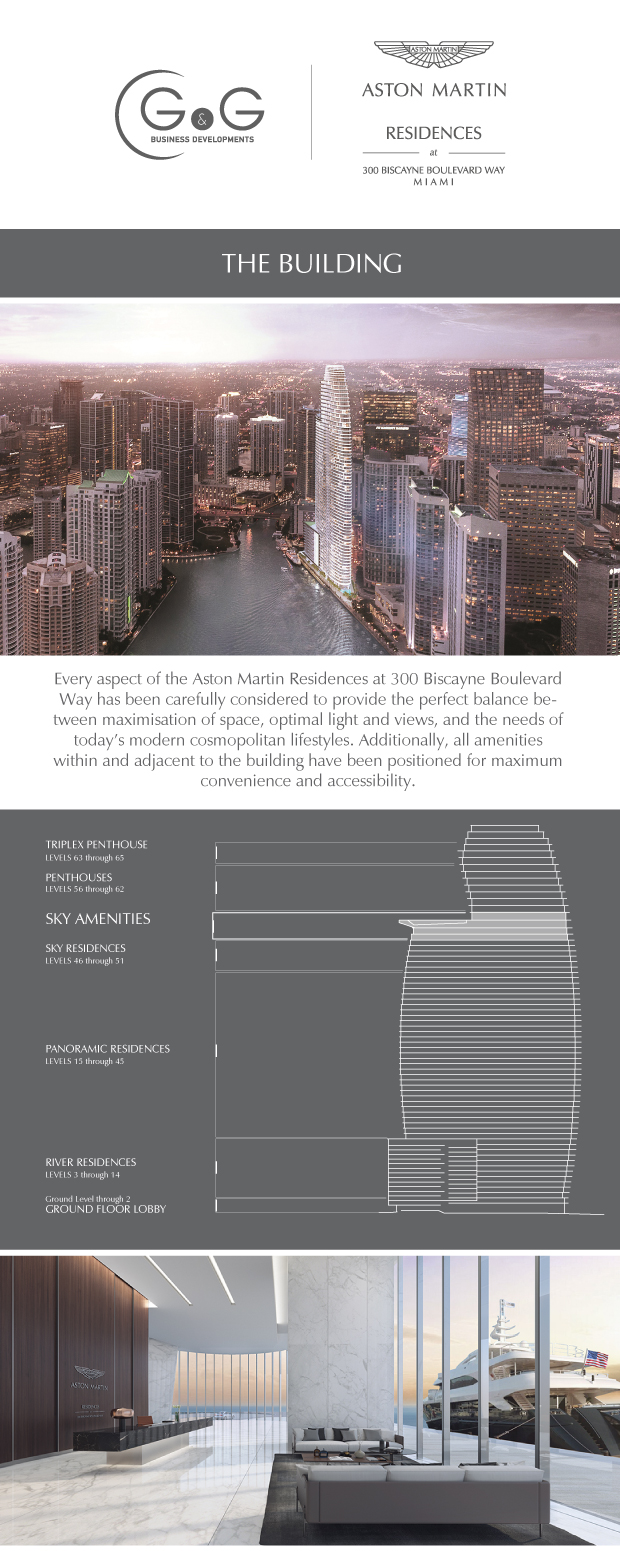 G&G
BUSINESS DEVELOPMENTS
ASTON MARTIN
ASTON MARTIN
RESIDENCES
at
300 BISCAYNE BOULEVARD WAY
MIAMI
THE BUILDING
Every aspect of the Aston Martin Residences at 300 Biscayne Boulevard
Way has been carefully considered to provide the perfect balance be-
tween maximisation of space, optimal light and views, and the needs of
today's modern cosmopolitan lifestyles. Additionally, all amenities
within and adjacent to the building have been positioned for maximum
convenience and accessibility.
TRIPLEX PENTHOUSE
LEVELS 63 through 65
PENTHOUSES
LEVELS 56 through 62
SKY AMENITIES
SKY RESIDENCES
LEVELS 46 through 51
PANORAMIC RESIDENCES
LEVELS 15 through 45
RIVER RESIDENCES
LEVELS 3 through 14
Ground Level through 2
GROUND FLOOR LOBBY
ASTON MARTIN
RESIDENCES